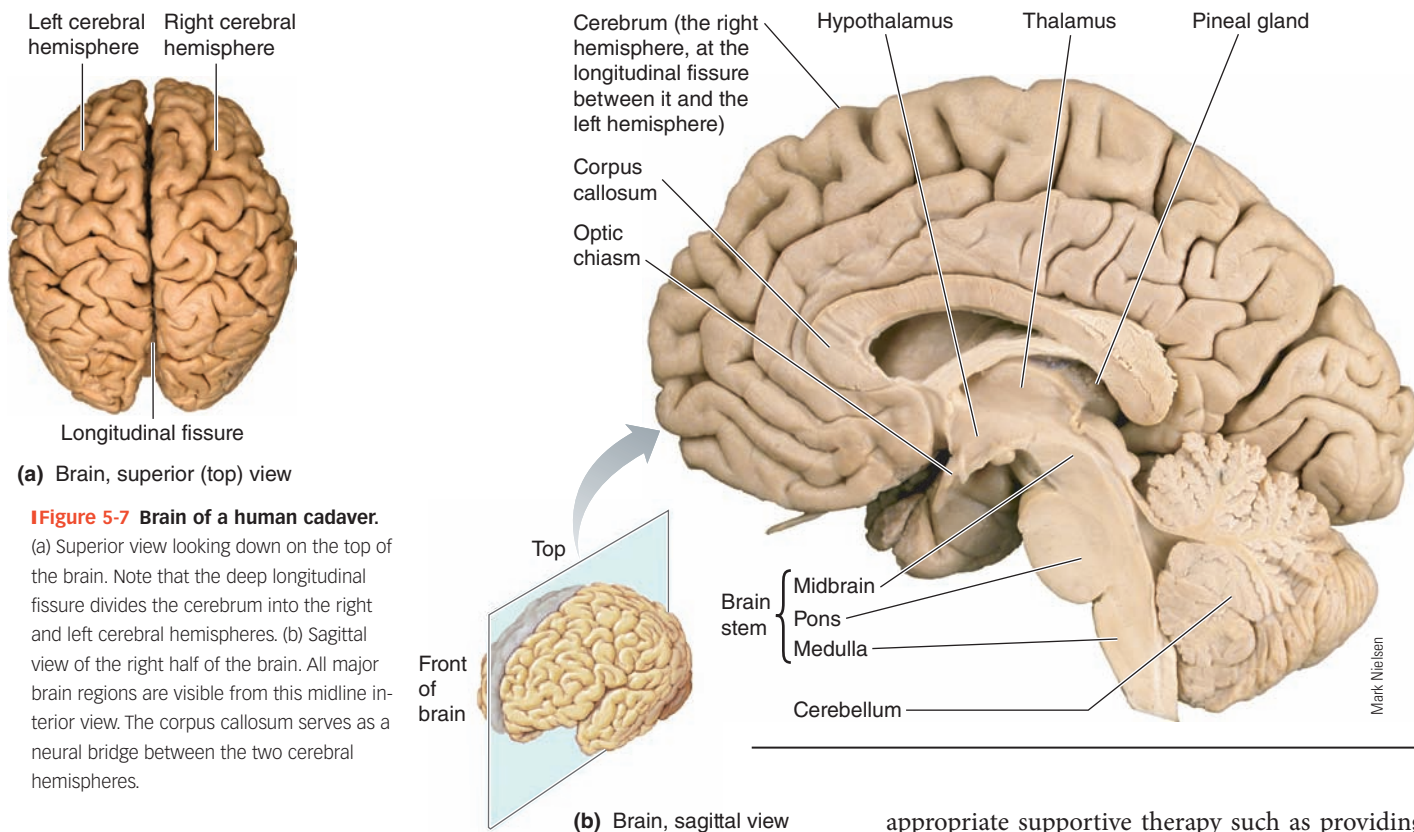 Left cerebral
hemisphere
Right cerebral
hemisphere
Longitudinal fissure
(a) Brain, superior (top) view
Figure 5-7 Brain of a human cadaver.
(a) Superior view looking down on the top of
the brain. Note that the deep longitudinal
fissure divides the cerebrum into the right
and left cerebral hemispheres. (b) Sagittal
view of the right half of the brain. All major
brain regions are visible from this midline in-
terior view. The corpus callosum serves as a
neural bridge between the two cerebral
hemispheres.
Cerebrum (the right
hemisphere, at the
longitudinal fissure
between it and the
left hemisphere)
Hypothalamus
Thalamus
Pineal gland
Corpus
callosum
Optic
chiasm
Top
Front
of
brain
Brain
stem
Midbrain
Pons
Medulla
Cerebellum
Mark Nielsen
(b) Brain, sagittal view
appropriate supportive therapy such as providing